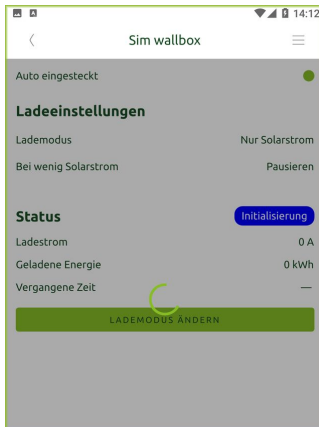 14:12
Sim wallbox
Auto eingesteckt
Ladeeinstellungen
Lademodus Nur Solarstrom
Bei wenig Solarstrom Pausieren
Status Initialisierung
Ladestrom 0 A
Geladene Energie 0 kWh
Vergangene Zeit —
LADEMODUS ÄNDERN